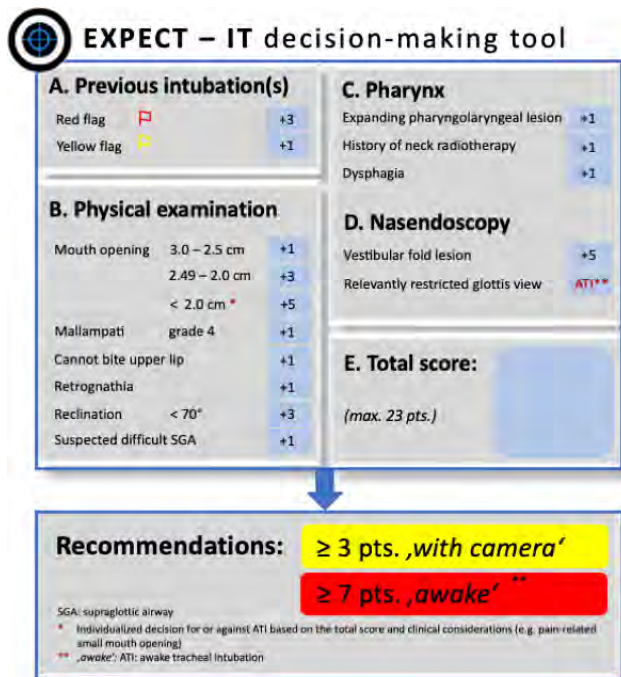 EXPECT – IT decision-making tool
A. Previous intubation(s)
Red flag +3
Yellow flag +1
B. Physical examination
Mouth opening 3.0 – 2.5 cm +1
2.49 – 2.0 cm +3
< 2.0 cm * +5
Mallampati grade 4 +1
Cannot bite upper lip +1
Retrognathia +1
Reclination < 70° +3
Suspected difficult SGA +1
C. Pharynx
Expanding pharyngolaryngeal lesion +1
History of neck radiotherapy +1
Dysphagia +1
D. Nasendoscopy
Vestibular fold lesion +5
Relevantly restricted glottis view ATI**
E. Total score:
(max. 23 pts.)
Recommendations:
≥ 3 pts. ‚with camera‘
≥ 7 pts. ‚awake‘ **
SGA: supraglottic airway
* Individualized decision for or against ATI based on the total score and clinical considerations (e.g. pain-related
small mouth opening)
** ‚awake‘; ATI: awake tracheal intubation